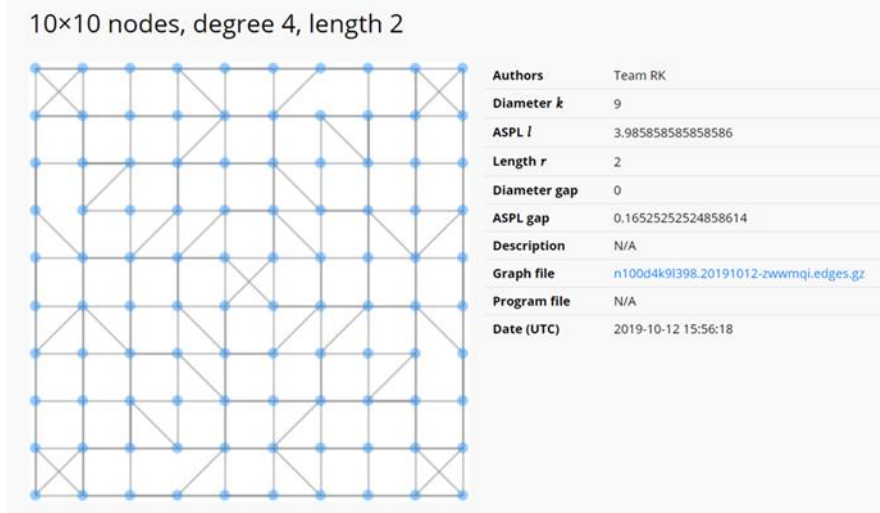 10×10 nodes, degree 4, length 2
Authors Team RK
Diameter k 9
ASPL l 3.985858585858586
Length r 2
Diameter gap 0
ASPL gap 0.16525252524858614
Description N/A
Graph file n100d4k9l398.20191012-zwwmqi.edges.gz
Program file N/A
Date (UTC) 2019-10-12 15:56:18